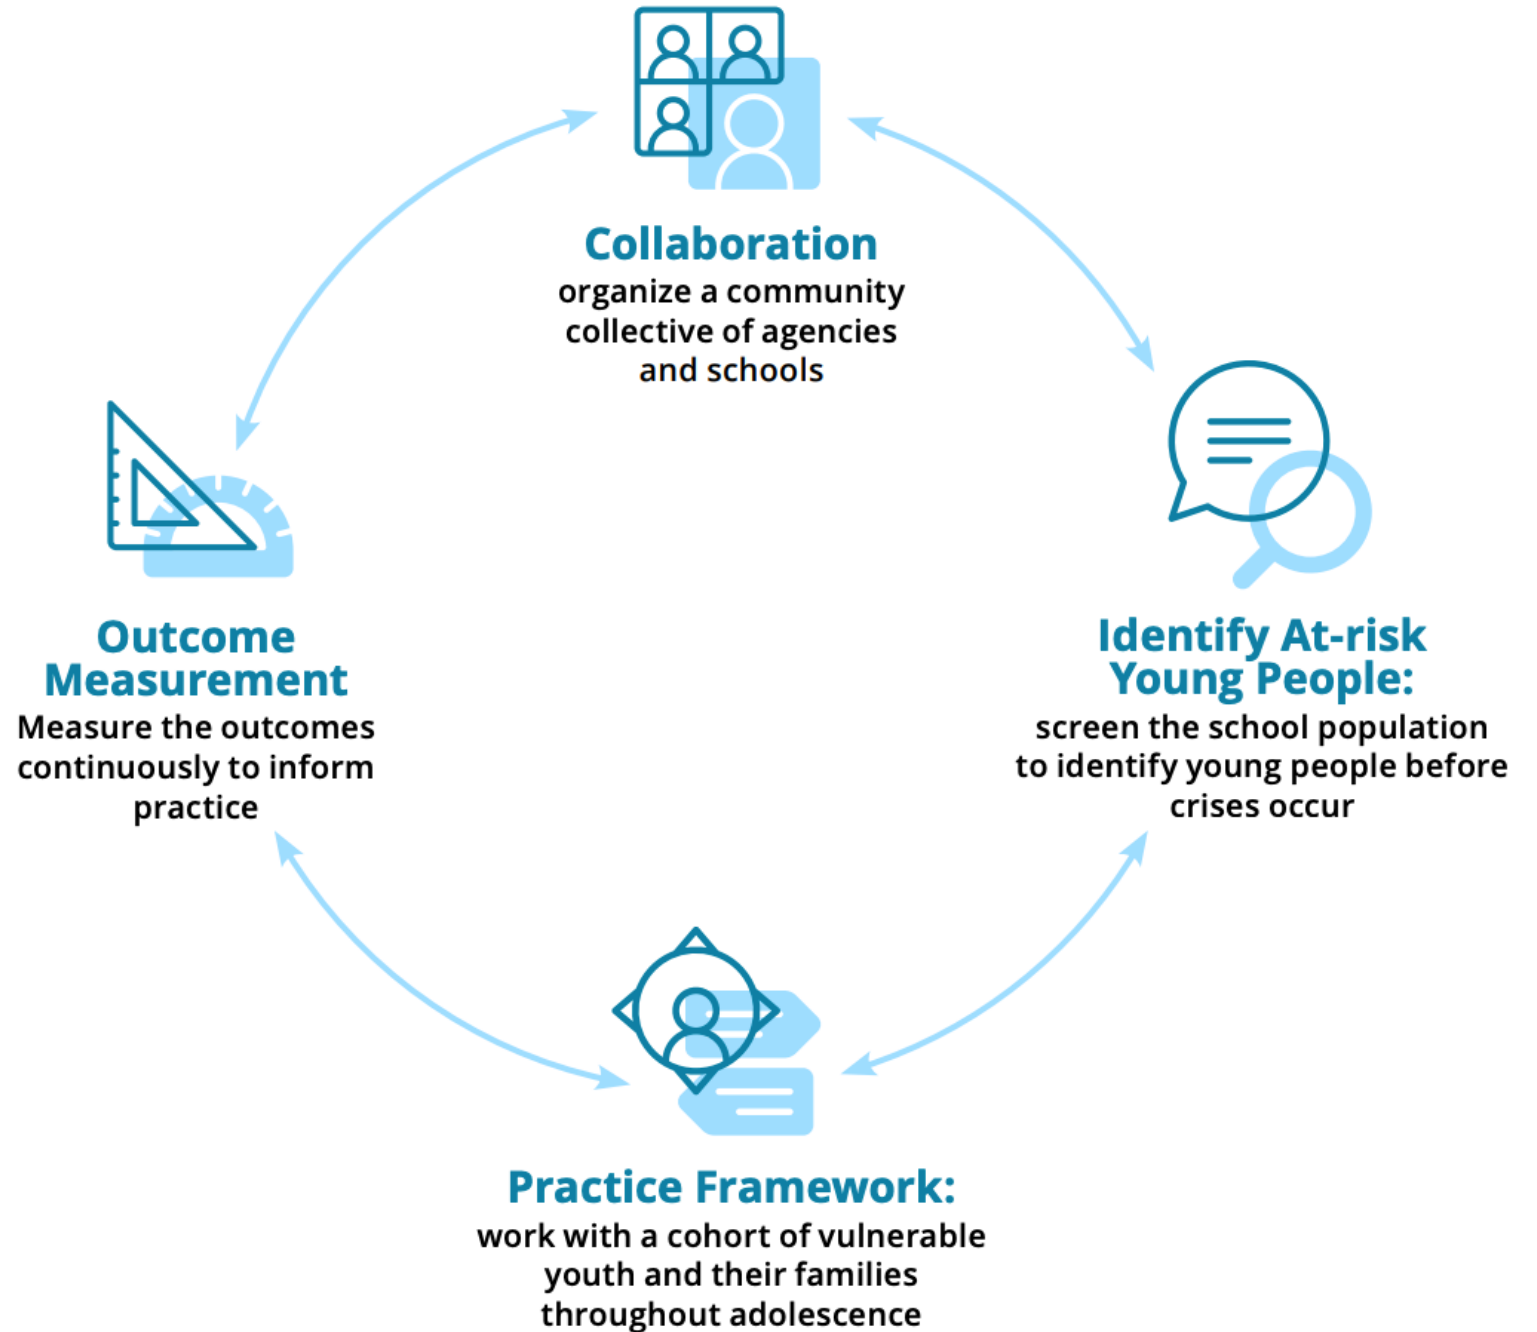 Collaboration
organize a community
collective of agencies
and schools
Outcome
Measurement
Measure the outcomes
continuously to inform
practice
Identify At-risk
Young People:
screen the school population
to identify young people before
crises occur
Practice Framework:
work with a cohort of vulnerable
youth and their families
throughout adolescence